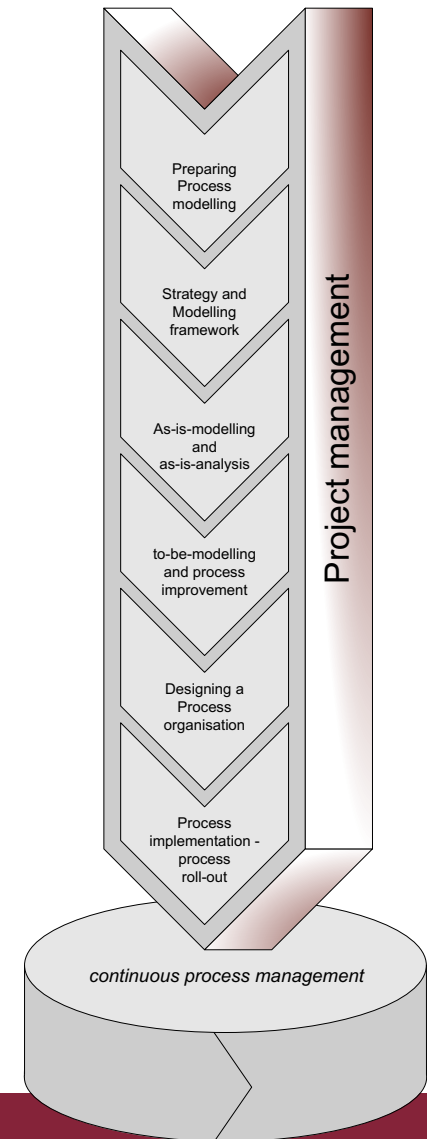 Preparing
Process
modelling
Strategy and
Modelling
framework
As-is-modelling
and
as-is-analysis
to-be-modelling
and process
improvement
Designing a
Process
organisation
Process
implementation -
process
roll-out
Project management
continuous process management